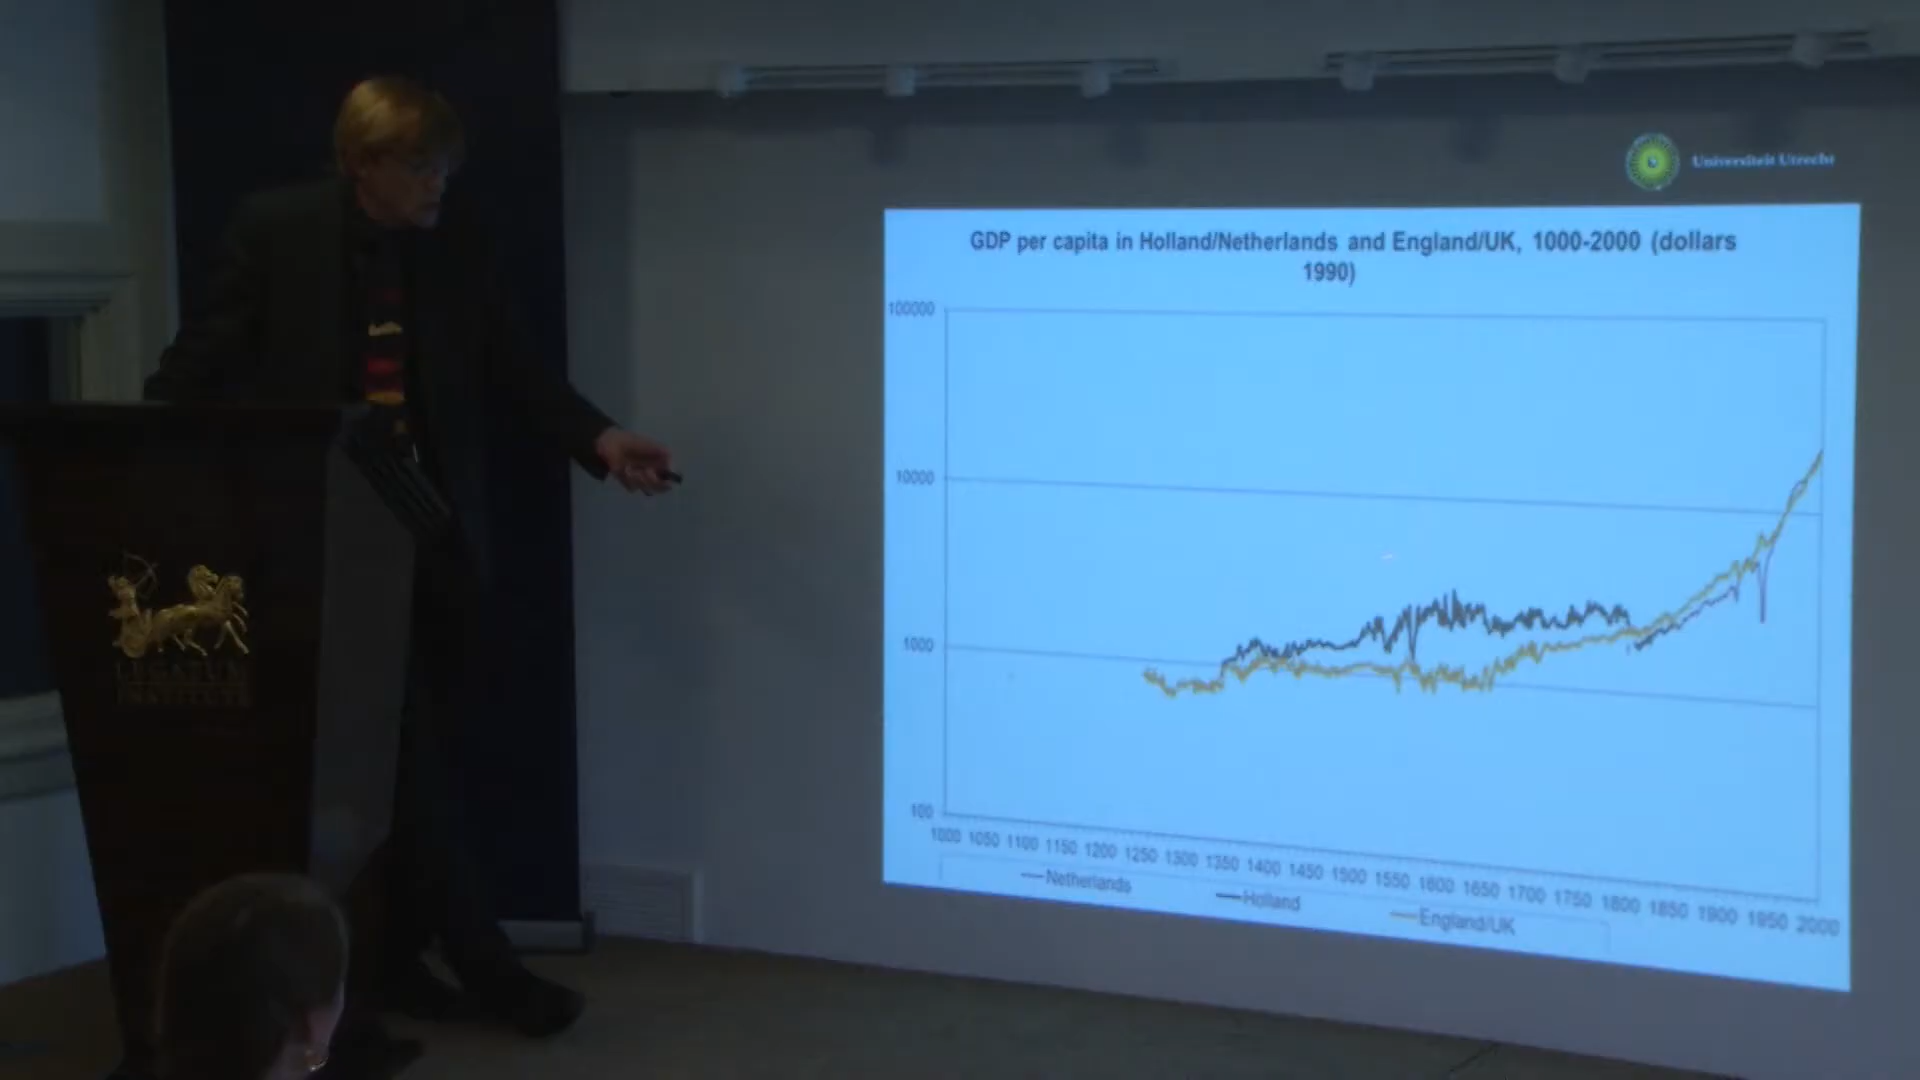 Universiteit Utrecht
GDP per capita in Holland/Netherlands and England/UK, 1000-2000 (dollars
1990)
100000
10000
1000
100
1000 1050 1100 1150 1200 1250 1300 1350 1400 1450 1500 1550 1600 1650 1700 1750 1800 1850 1900 1950 2000
Netherlands
Holland
England/UK
LEGATUM
INSTITUTE